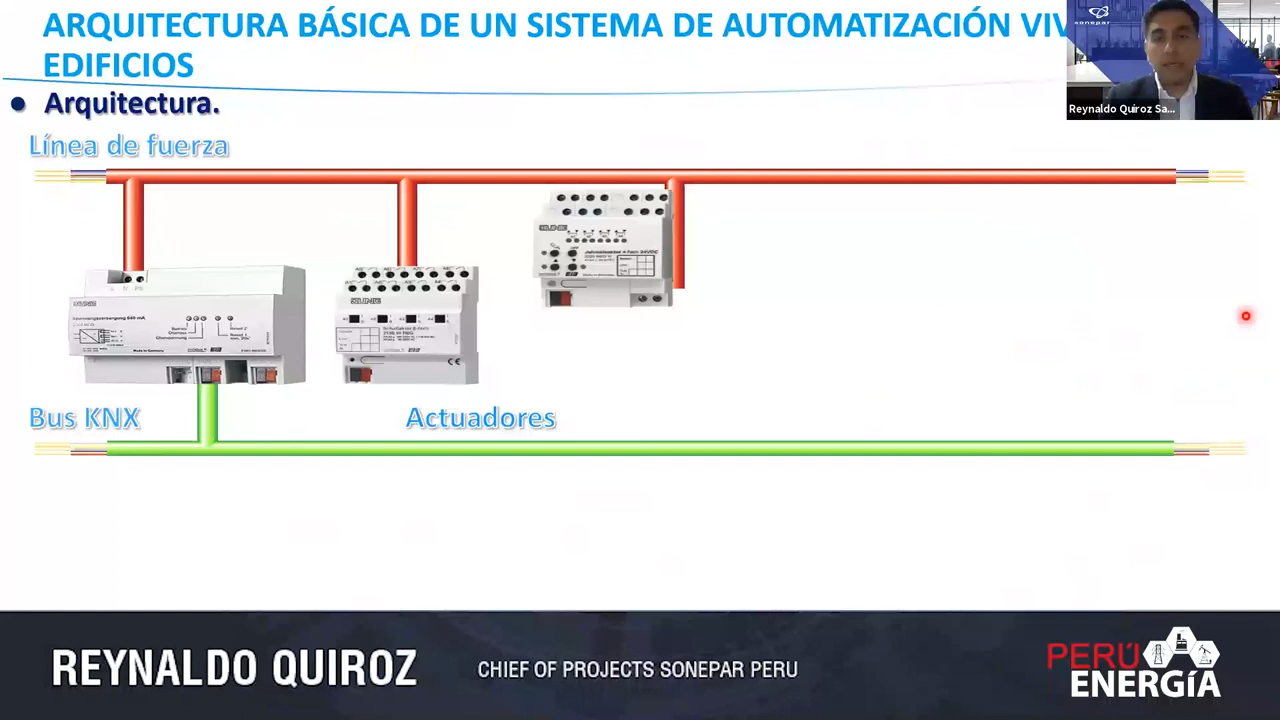 ARQUITECTURA BÁSICA DE UN SISTEMA DE AUTOMATIZACIÓN VIV
EDIFICIOS
sonepar
Reynaldo Quiroz Sa...
• Arquitectura.
Línea de fuerza
Bus KNX
Actuadores
REYNALDO QUIROZ
CHIEF OF PROJECTS SONEPAR PERU
PERÚ
ENERGÍA